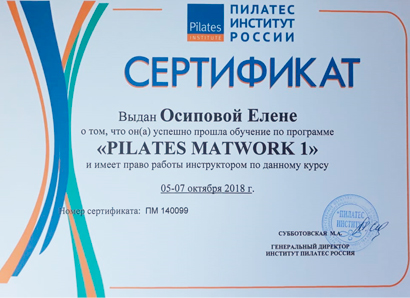 Pilates
INSTITUTE
ПИЛАТЕС
ИНСТИТУТ
РОССИИ
СЕРТИФИКАТ
Выдан Осиповой Елене
о том, что он(а) успешно прошла обучение по программе
«PILATES MATWORK 1»
и имеет право работы инструктором по данному курсу
05-07 октября 2018 г.
Номер сертификата: ПМ 140099
"ПИЛАТЕС
ИНСТИТУТ
СУББОТОВСКАЯ М.А.
ГЕНЕРАЛЬНЫЙ ДИРЕКТОР
ИНСТИТУТ ПИЛАТЕС РОССИЯ